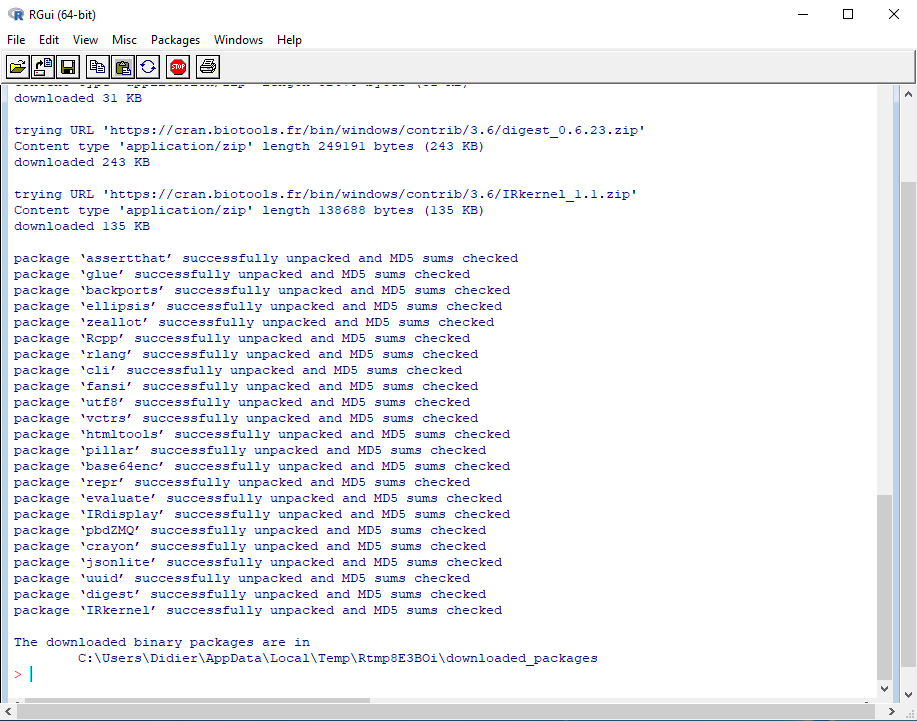 RGui (64-bit)
File Edit View Misc Packages Windows Help
STOP
downloaded 31 KB
trying URL 'https://cran.biotools.fr/bin/windows/contrib/3.6/digest_0.6.23.zip'
Content type 'application/zip' length 249191 bytes (243 KB)
downloaded 243 KB
trying URL 'https://cran.biotools.fr/bin/windows/contrib/3.6/IRkernel_1.1.zip'
Content type 'application/zip' length 138688 bytes (135 KB)
downloaded 135 KB
package ‘assertthat’ successfully unpacked and MD5 sums checked
package ‘glue’ successfully unpacked and MD5 sums checked
package ‘backports’ successfully unpacked and MD5 sums checked
package ‘ellipsis’ successfully unpacked and MD5 sums checked
package ‘zeallot’ successfully unpacked and MD5 sums checked
package ‘Rcpp’ successfully unpacked and MD5 sums checked
package ‘rlang’ successfully unpacked and MD5 sums checked
package ‘cli’ successfully unpacked and MD5 sums checked
package ‘fansi’ successfully unpacked and MD5 sums checked
package ‘utf8’ successfully unpacked and MD5 sums checked
package ‘vctrs’ successfully unpacked and MD5 sums checked
package ‘htmltools’ successfully unpacked and MD5 sums checked
package ‘pillar’ successfully unpacked and MD5 sums checked
package ‘base64enc’ successfully unpacked and MD5 sums checked
package ‘repr’ successfully unpacked and MD5 sums checked
package ‘evaluate’ successfully unpacked and MD5 sums checked
package ‘IRdisplay’ successfully unpacked and MD5 sums checked
package ‘pbdZMQ’ successfully unpacked and MD5 sums checked
package ‘crayon’ successfully unpacked and MD5 sums checked
package ‘jsonlite’ successfully unpacked and MD5 sums checked
package ‘uuid’ successfully unpacked and MD5 sums checked
package ‘digest’ successfully unpacked and MD5 sums checked
package ‘IRkernel’ successfully unpacked and MD5 sums checked
The downloaded binary packages are in
C:\Users\Didier\AppData\Local\Temp\Rtmp8E3BOi\downloaded_packages
>